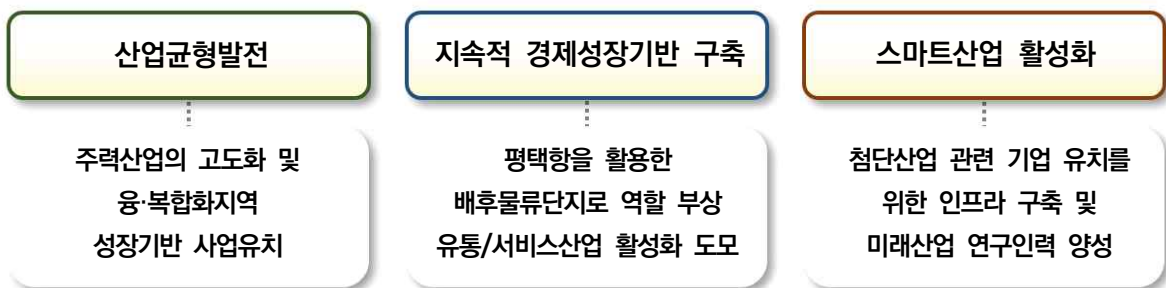 산업균형발전
주력산업의 고도화 및
융·복합화지역
성장기반 사업유치
지속적 경제성장기반 구축
평택항을 활용한
배후물류단지로 역할 부상
유통/서비스산업 활성화 도모
스마트산업 활성화
첨단산업 관련 기업 유치를
위한 인프라 구축 및
미래산업 연구인력 양성